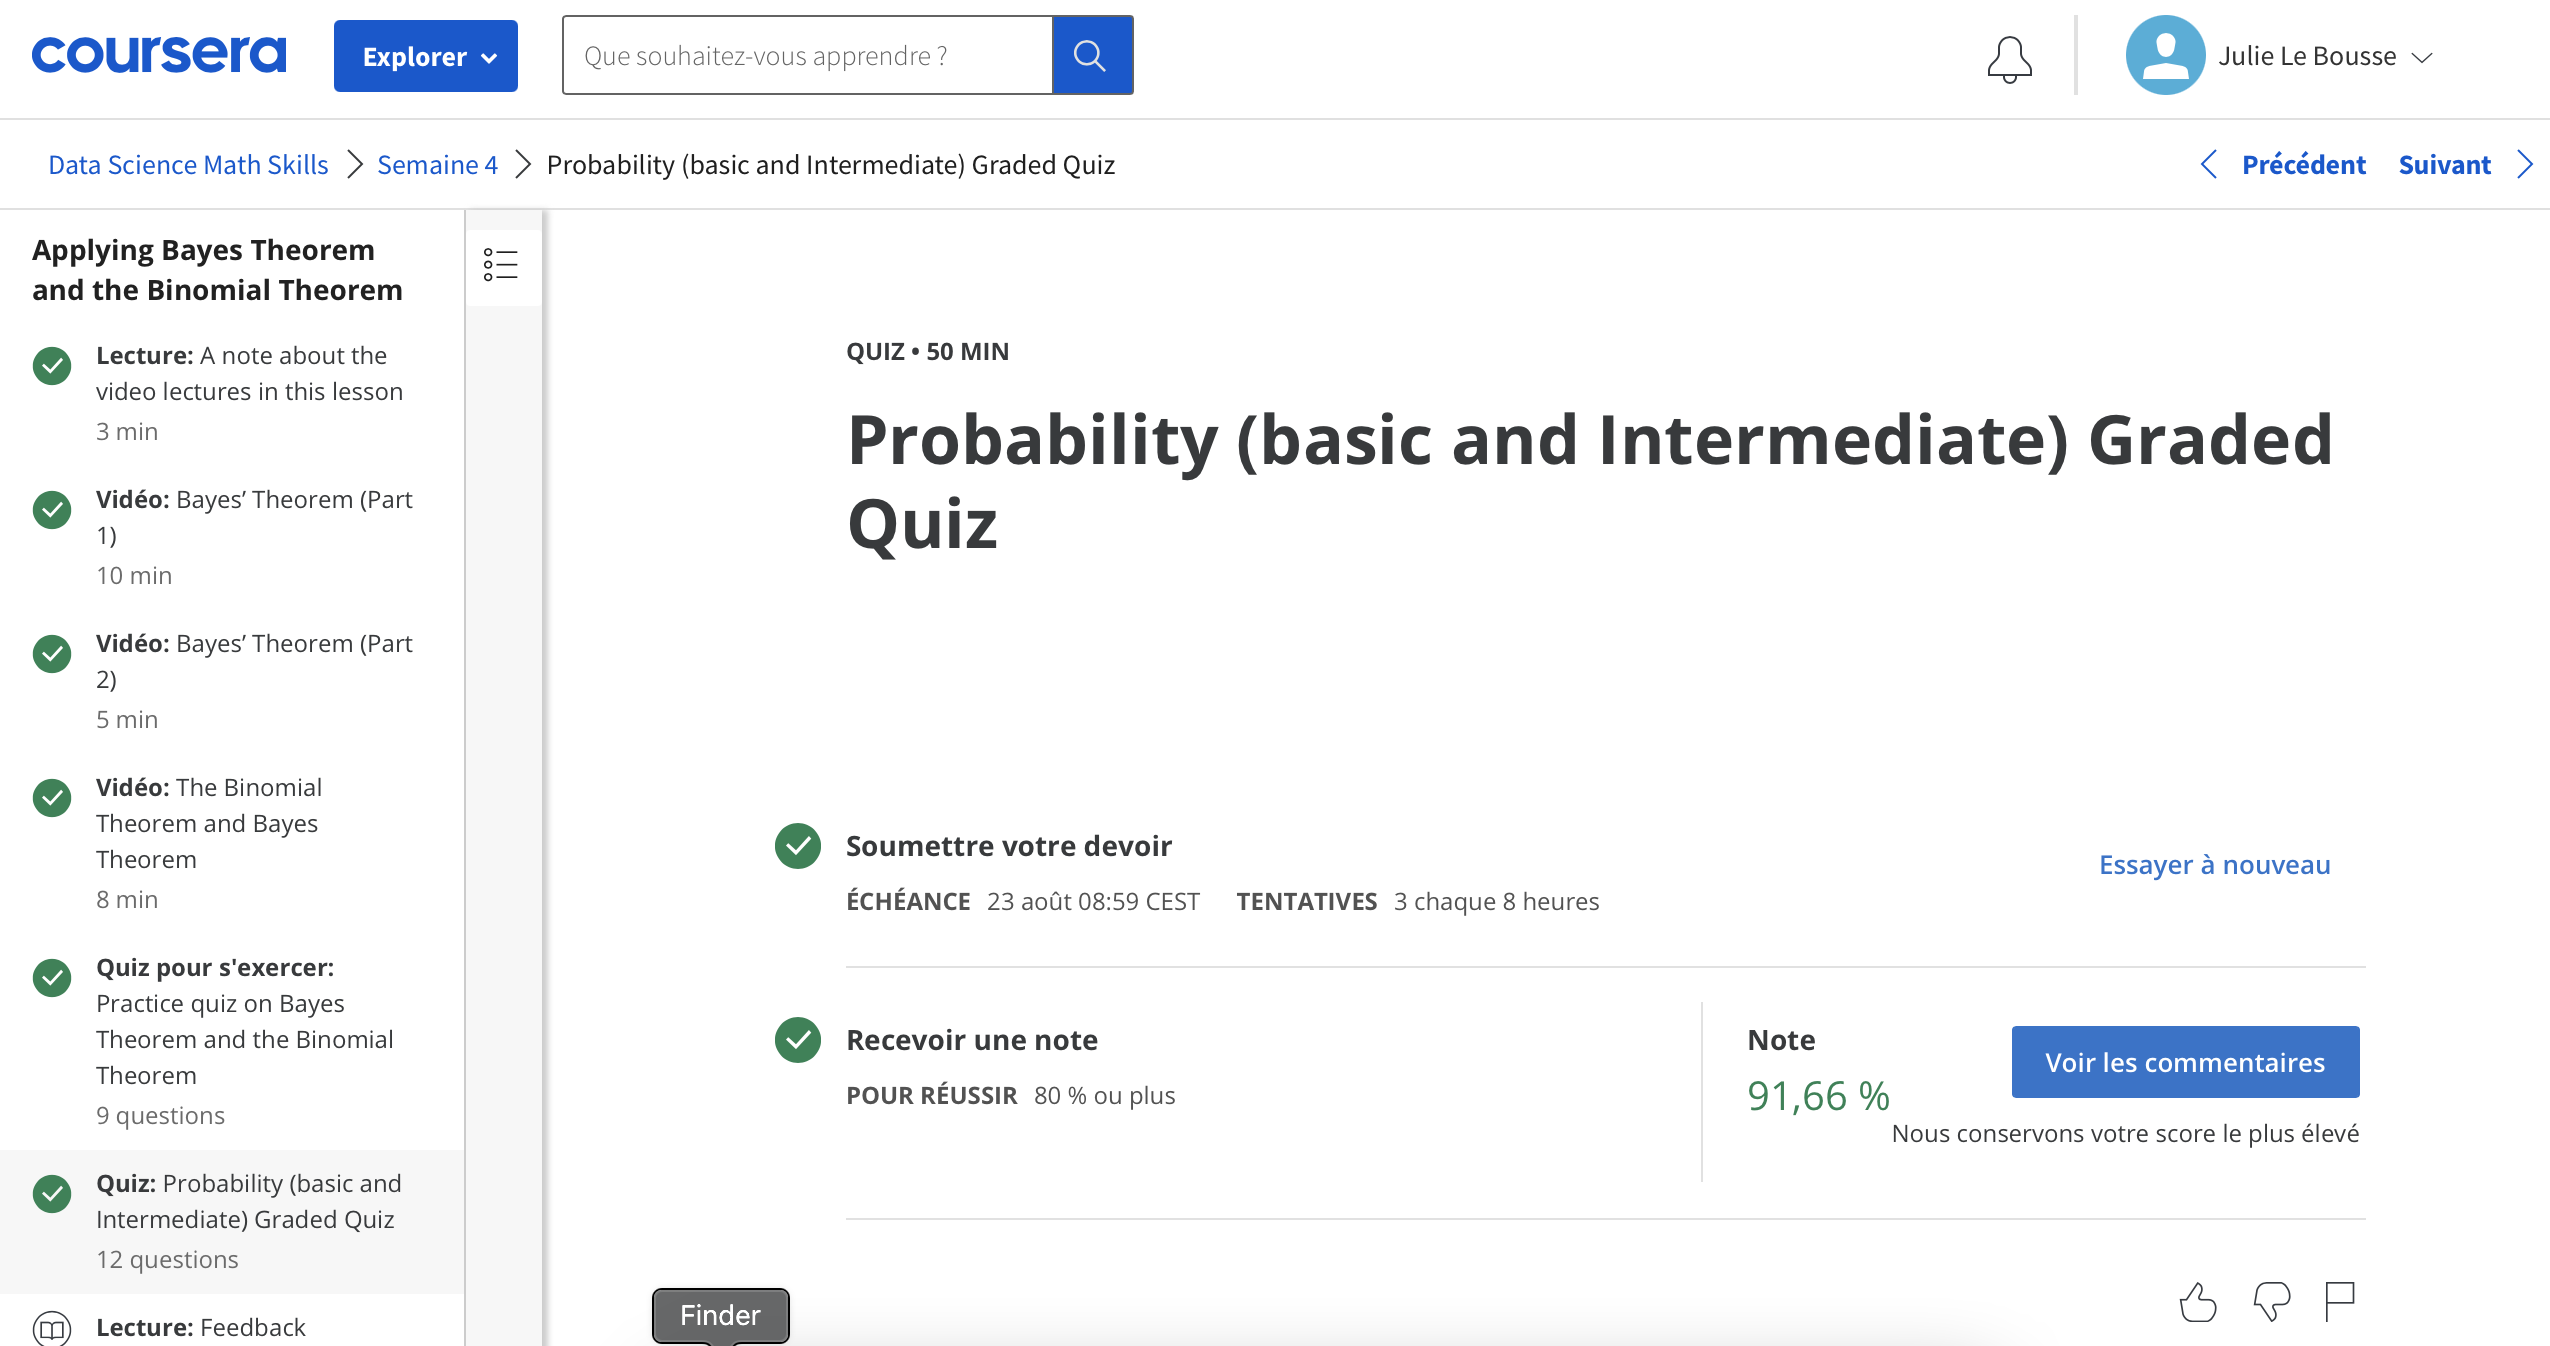 coursera
Explorer
Que souhaitez-vous apprendre ?
Julie Le Bousse
Data Science Math Skills
Semaine 4
Probability (basic and Intermediate) Graded Quiz
Précédent
Suivant
Applying Bayes Theorem
and the Binomial Theorem
Lecture: A note about the
video lectures in this lesson
3 min
Vidéo: Bayes’ Theorem (Part
1)
10 min
Vidéo: Bayes’ Theorem (Part
2)
5 min
Vidéo: The Binomial
Theorem and Bayes
Theorem
8 min
Quiz pour s'exercer:
Practice quiz on Bayes
Theorem and the Binomial
Theorem
9 questions
Quiz: Probability (basic and
Intermediate) Graded Quiz
12 questions
Lecture: Feedback
QUIZ • 50 MIN
Probability (basic and Intermediate) Graded
Quiz
Soumettre votre devoir
ÉCHÉANCE 23 août 08:59 CEST TENTATIVES 3 chaque 8 heures
Essayer à nouveau
Recevoir une note
POUR RÉUSSIR 80 % ou plus
Note
91,66 %
Voir les commentaires
Nous conservons votre score le plus élevé
Finder